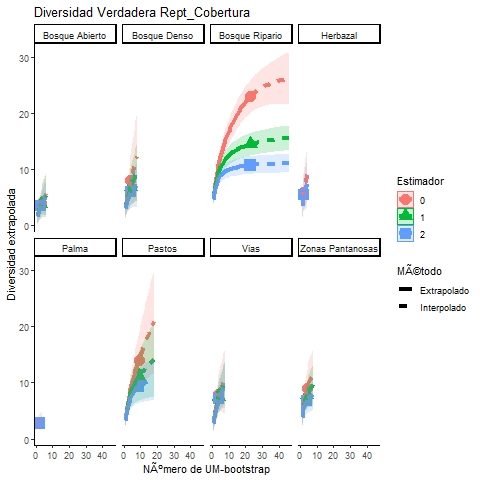 Diversidad Verdadera Rept_Cobertura
Bosque Abierto
Bosque Denso
Bosque Ripario
Herbazal
30
20
10
0
Palma
Pastos
Vias
Zonas Pantanosas
30
20
10
0
0 10 20 30 40
0 10 20 30 40
0 10 20 30 40
0 10 20 30 40
Diversidad extrapolada
NÃºmero de UM-bootstrap
Estimador
0
1
2
MÃ©todo
Extrapolado
Interpolado